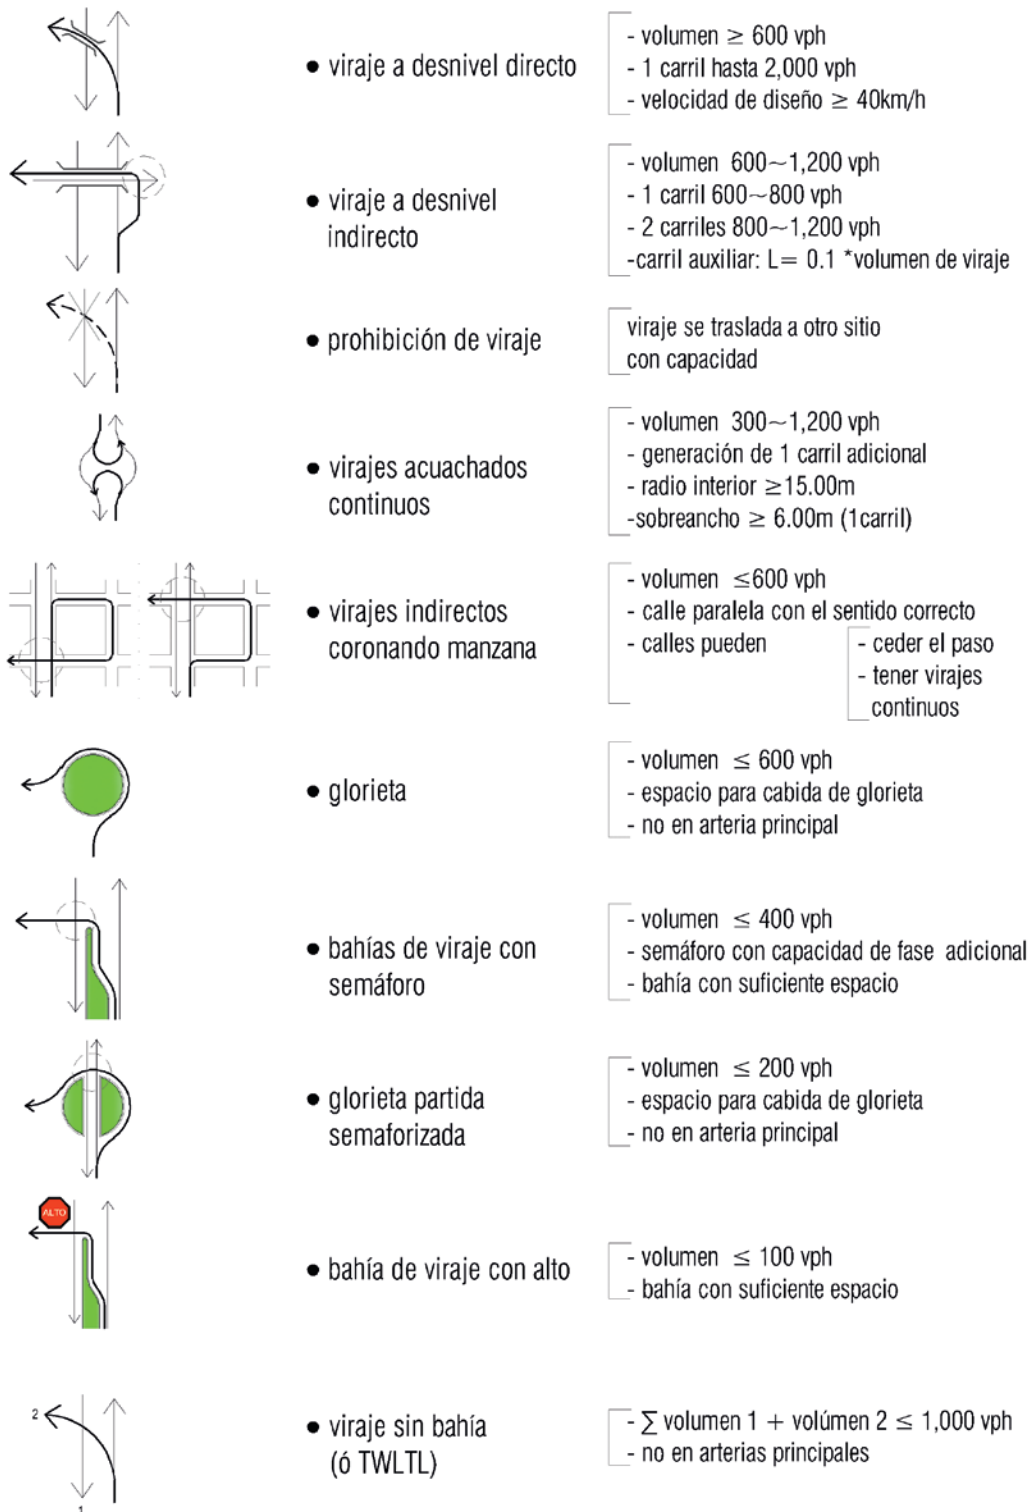 • viraje a desnivel directo
- volumen ≥ 600 vph
- 1 carril hasta 2,000 vph
- velocidad de diseño ≥ 40km/h
• viraje a desnivel
indirecto
- volumen 600~1,200 vph
- 1 carril 600~800 vph
- 2 carriles 800~1,200 vph
-carril auxiliar: L= 0.1 *volumen de viraje
• prohibición de viraje
viraje se traslada a otro sitio
con capacidad
• virajes acuachados
continuos
- volumen 300~1,200 vph
- generación de 1 carril adicional
- radio interior ≥15.00m
-sobreancho ≥ 6.00m (1carril)
• virajes indirectos
coronando manzana
- volumen ≤600 vph
- calle paralela con el sentido correcto
- calles pueden
- ceder el paso
- tener virajes
continuos
• glorieta
- volumen ≤ 600 vph
- espacio para cabida de glorieta
- no en arteria principal
• bahías de viraje con
semáforo
- volumen ≤ 400 vph
- semáforo con capacidad de fase adicional
- bahía con suficiente espacio
• glorieta partida
semaforizada
- volumen ≤ 200 vph
- espacio para cabida de glorieta
- no en arteria principal
ALTO
• bahía de viraje con alto
- volumen ≤ 100 vph
- bahía con suficiente espacio
2
1
• viraje sin bahía
(ó TWLTL)
- ∑ volumen 1 + volúmen 2 ≤ 1,000 vph
- no en arterias principales